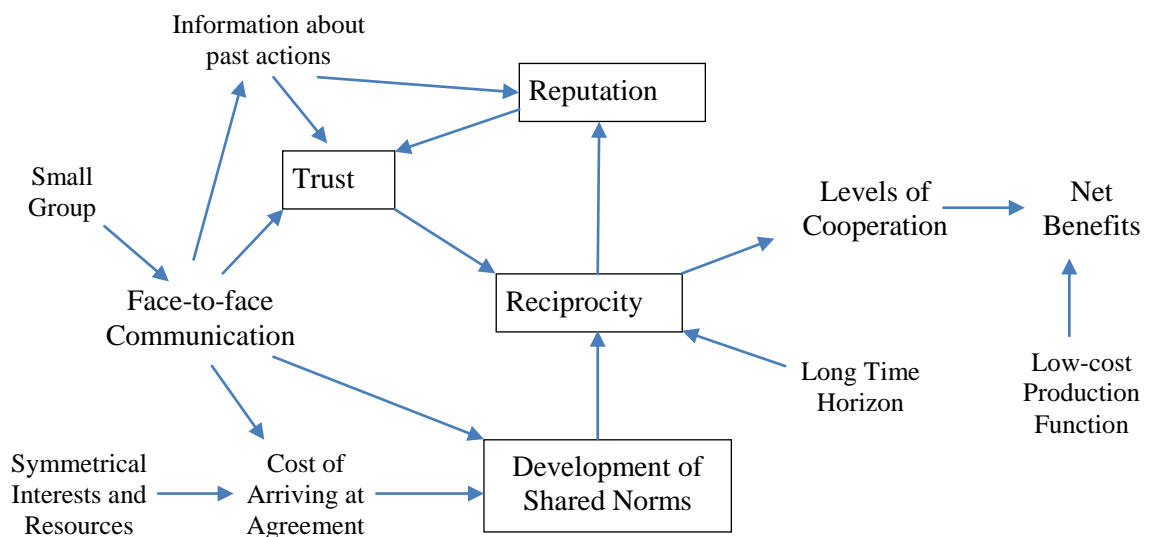 Information about
past actions
Reputation
Trust
Small
Group
Levels of
Cooperation
Net
Benefits
Face-to-face
Communication
Reciprocity
Long Time
Horizon
Low-cost
Production
Function
Symmetrical
Interests and
Resources
Cost of
Arriving at
Agreement
Development of
Shared Norms